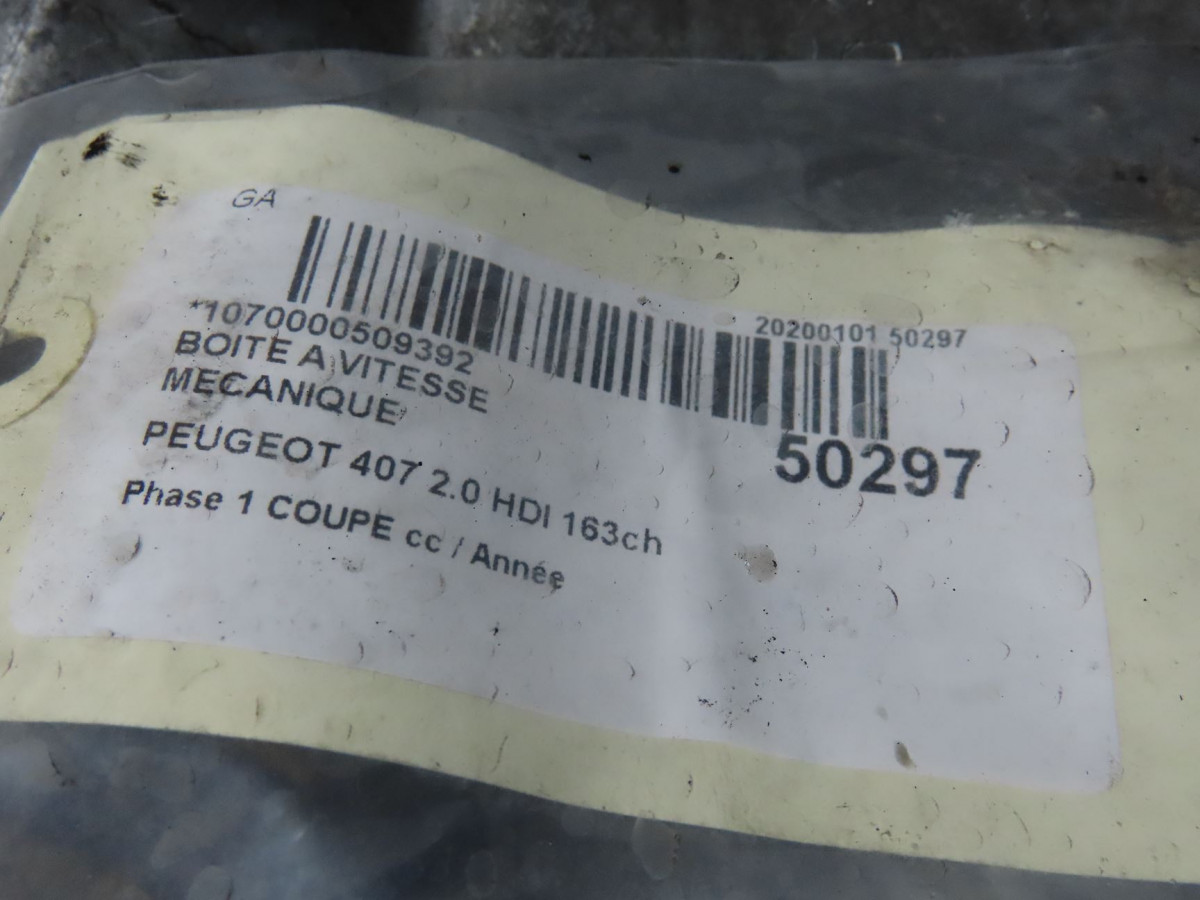 GA
*1070000509392
20200101 50297
BOITE A VITESSE
MECANIQUE
50297
PEUGEOT 407 2.0 HDI 163ch
Phase 1 COUPE cc / Année